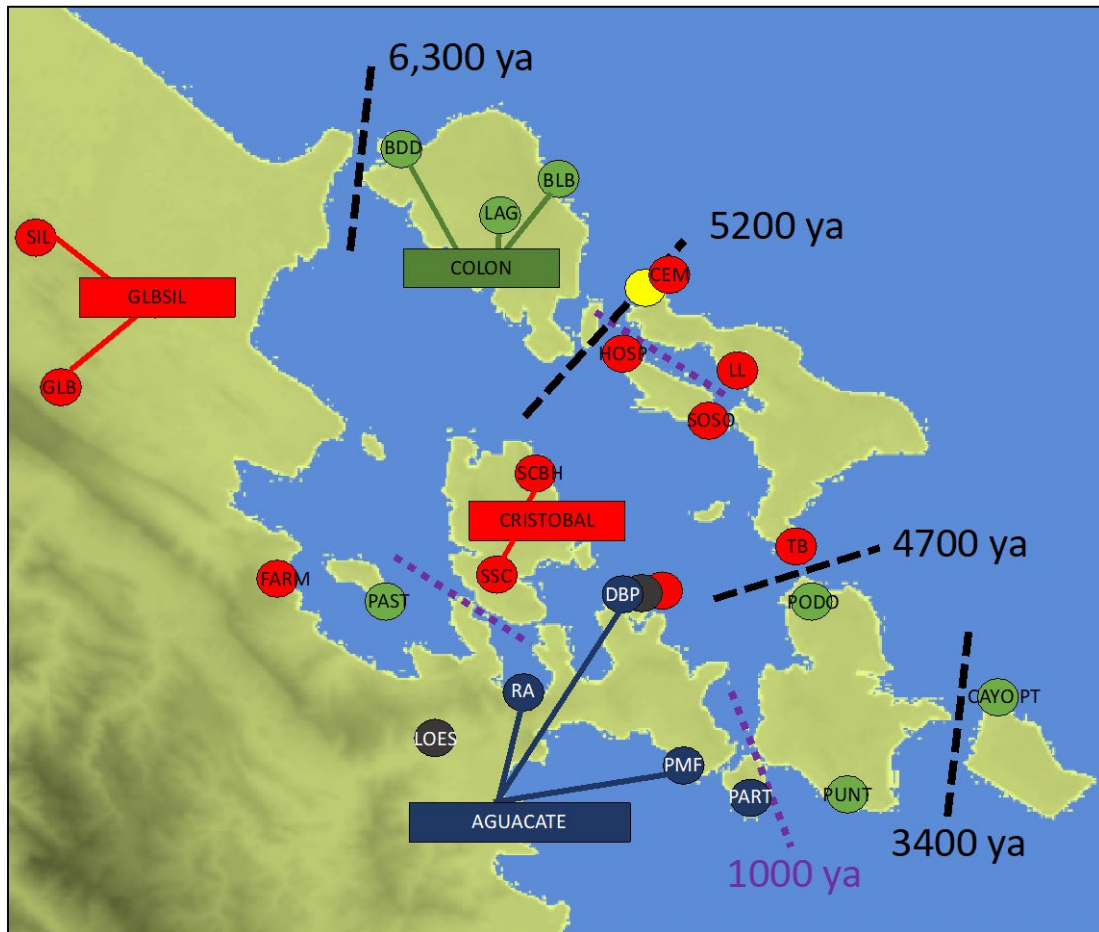 6,300 ya
BDD
BLB
LAG
COLON
5200 ya
SIL
GLBSIL
CEM
HOSP
LL
GLB
SOSO
SCBH
CRISTOBAL
4700 ya
TB
FARM
SSC
PAST
DBP
PODO
RA
CAYO PT
LOES
PMF
PART
PUNT
AGUACATE
3400 ya
1000 ya